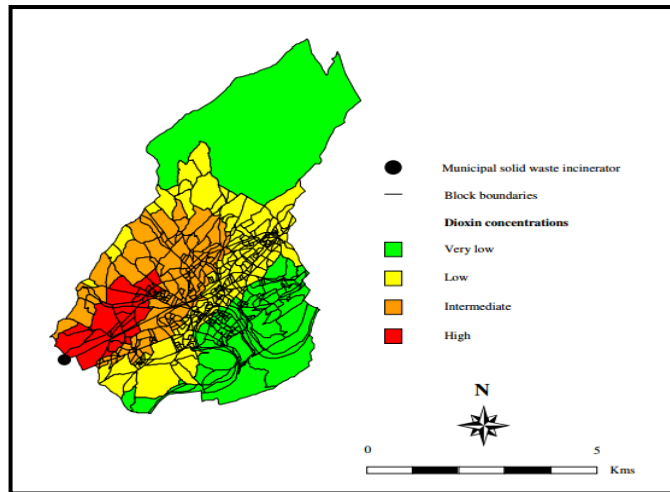 Municipal solid waste incinerator
Block boundaries
Dioxin concentrations
Very low
Low
Intermediate
High
N
0 5
Kms